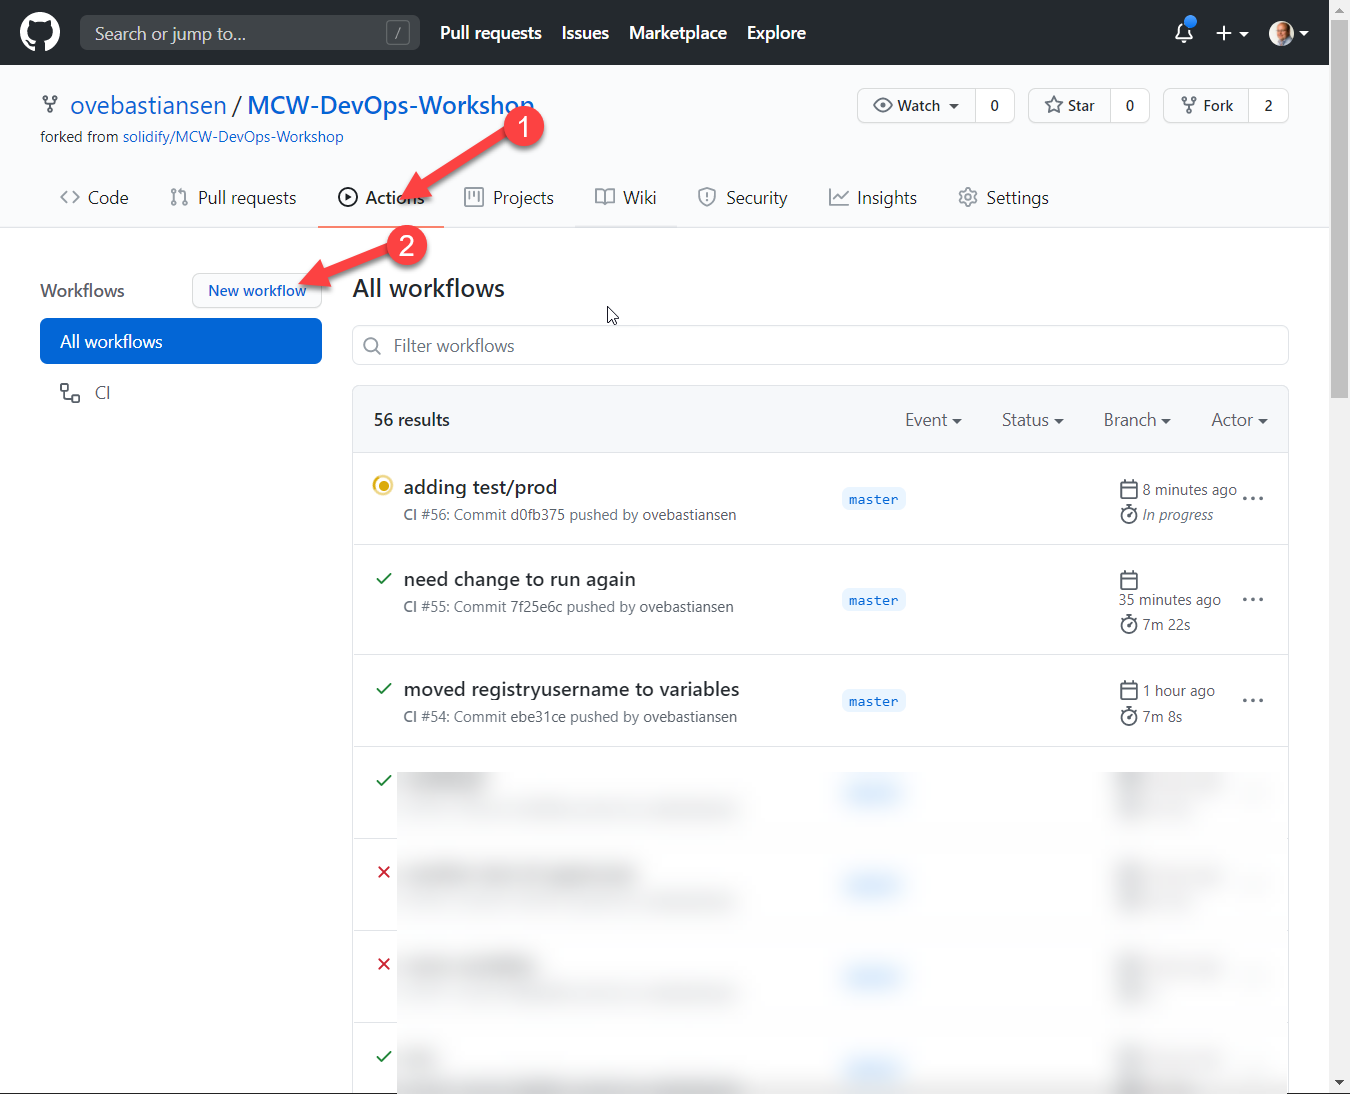 Search or jump to... / Pull requests Issues Marketplace Explore
ovebastiansen / MCW-DevOps-Workshop Watch 0 Star 0 Fork 2
forked from solidify/MCW-DevOps-Workshop
1
Code Pull requests Actions Projects Wiki Security Insights Settings
2
Workflows New workflow All workflows
All workflows
Filter workflows
CI
56 results Event Status Branch Actor
adding test/prod
CI #56: Commit d0fb375 pushed by ovebastiansen
master
8 minutes ago
In progress
need change to run again
CI #55: Commit 7f25e6c pushed by ovebastiansen
master
35 minutes ago
7m 22s
moved registryusername to variables
CI #54: Commit ebe31ce pushed by ovebastiansen
master
1 hour ago
7m 8s